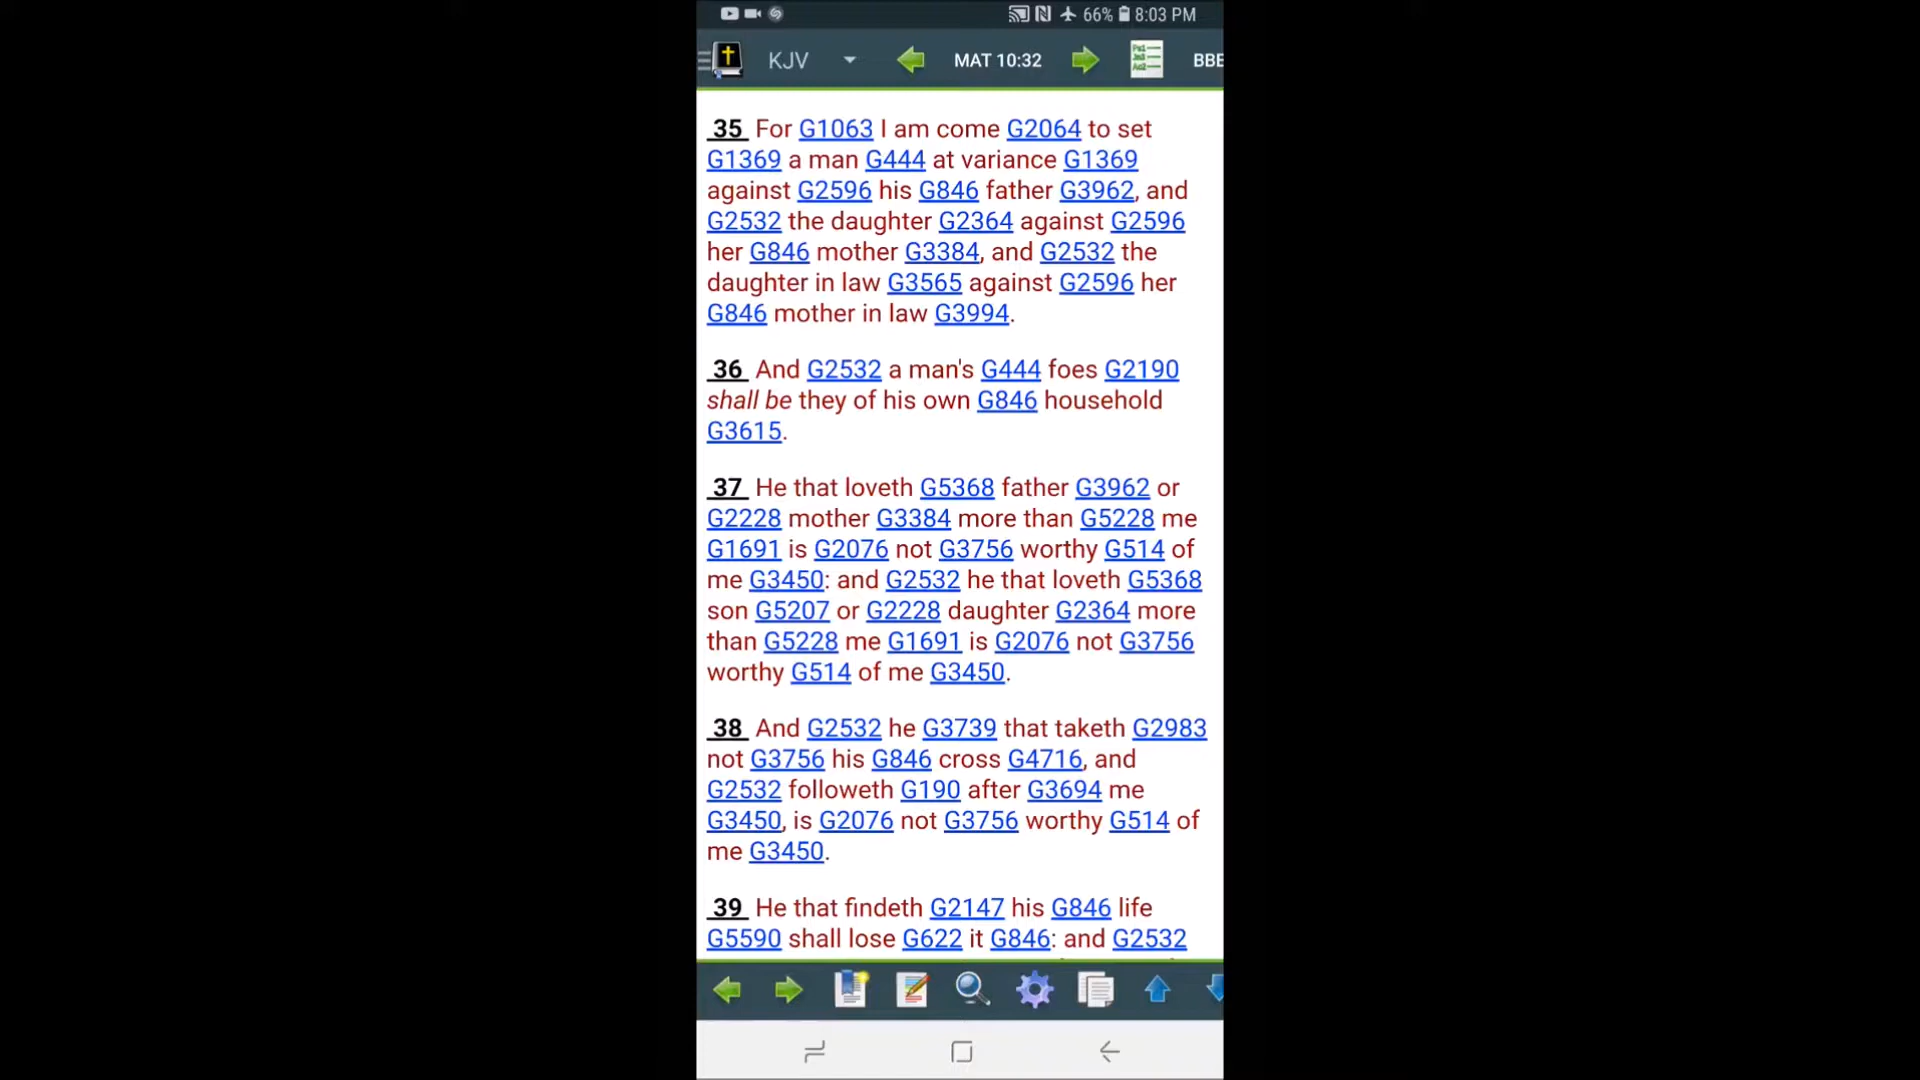 66% 8:03 PM
KJV MAT 10:32 BBE
35 For G1063 I am come G2064 to set
G1369 a man G444 at variance G1369
against G2596 his G846 father G3962, and
G2532 the daughter G2364 against G2596
her G846 mother G3384, and G2532 the
daughter in law G3565 against G2596 her
G846 mother in law G3994.
36 And G2532 a man's G444 foes G2190
shall be they of his own G846 household
G3615.
37 He that loveth G5368 father G3962 or
G2228 mother G3384 more than G5228 me
G1691 is G2076 not G3756 worthy G514 of
me G3450: and G2532 he that loveth G5368
son G5207 or G2228 daughter G2364 more
than G5228 me G1691 is G2076 not G3756
worthy G514 of me G3450.
38 And G2532 he G3739 that taketh G2983
not G3756 his G846 cross G4716, and
G2532 followeth G190 after G3694 me
G3450, is G2076 not G3756 worthy G514 of
me G3450.
39 He that findeth G2147 his G846 life
G5590 shall lose G622 it G846: and G2532